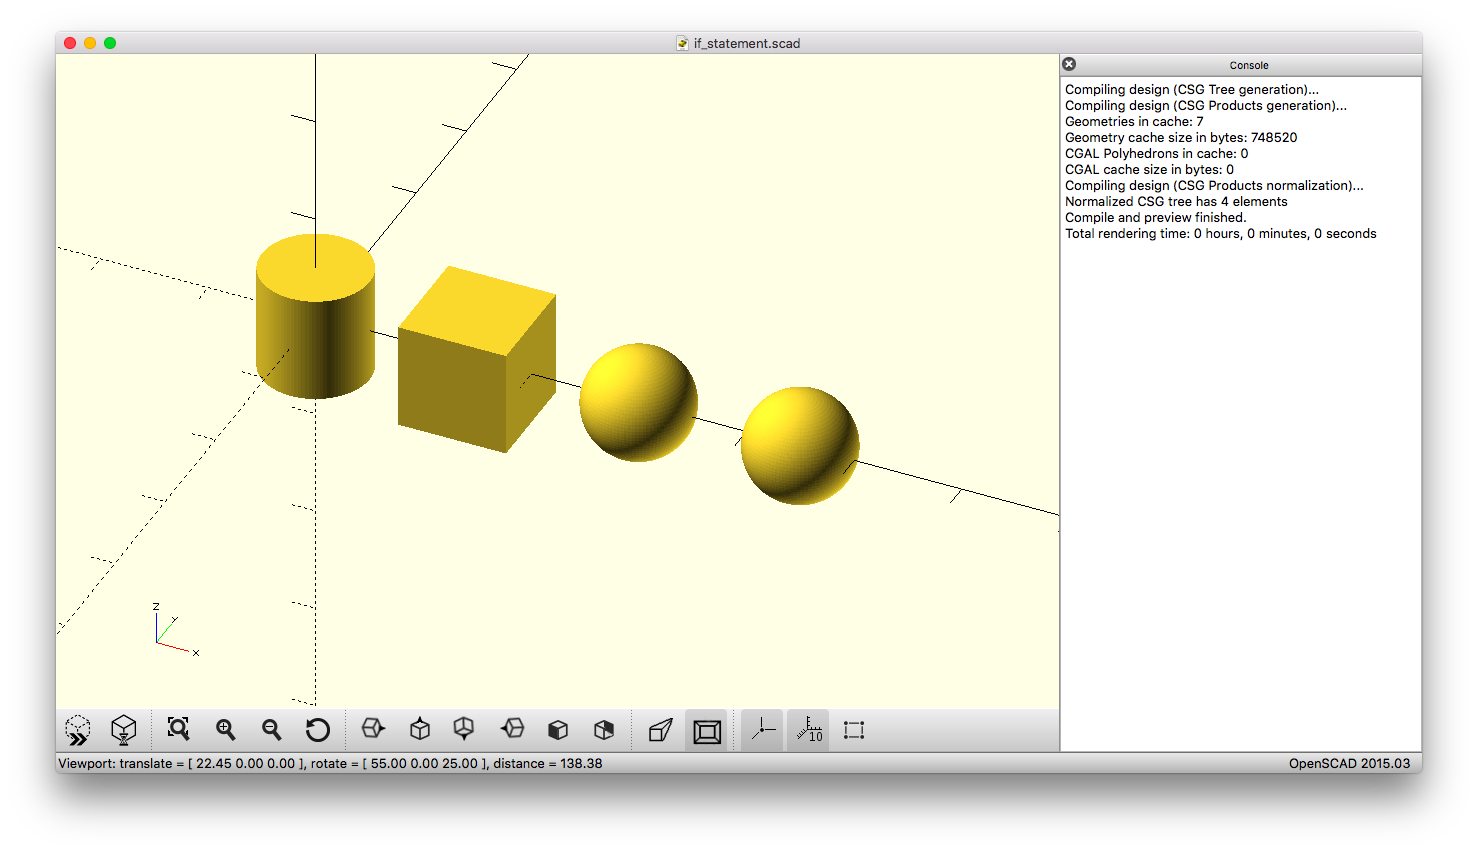 if_statement.scad
Console
Compiling design (CSG Tree generation)...
Compiling design (CSG Products generation)...
Geometries in cache: 7
Geometry cache size in bytes: 748520
CGAL Polyhedrons in cache: 0
CGAL cache size in bytes: 0
Compiling design (CSG Products normalization)...
Normalized CSG tree has 4 elements
Compile and preview finished.
Total rendering time: 0 hours, 0 minutes, 0 seconds
z
y
x
10
Viewport: translate = [ 22.45 0.00 0.00 ], rotate = [ 55.00 0.00 25.00 ], distance = 138.38
OpenSCAD 2015.03